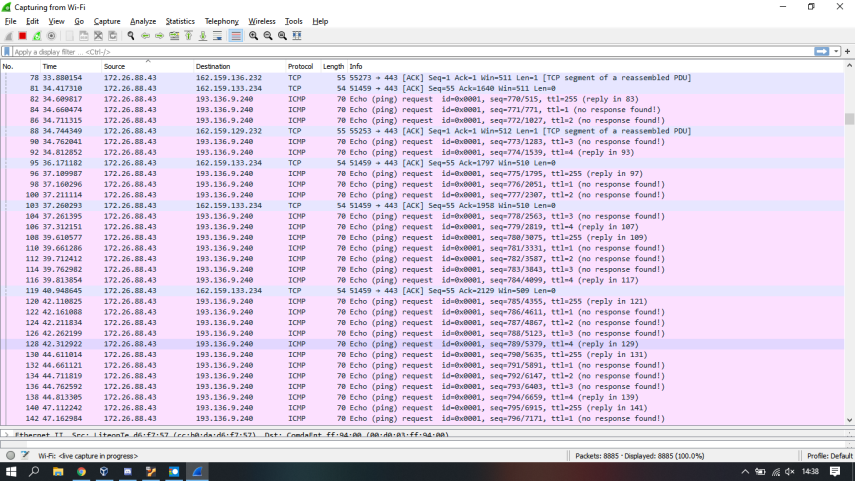 Capturing from Wi-Fi
File Edit View Go Capture Analyze Statistics Telephony Wireless Tools Help
Apply a display filter ... <Ctrl-/>
No. Time Source Destination Protocol Length Info
78 33.880154 172.26.88.43 162.159.136.232 TCP 55 55273 → 443 [ACK] Seq=1 Ack=1 Win=511 Len=1 [TCP segment of a reassembled PDU]
81 34.417310 172.26.88.43 162.159.133.234 TCP 54 51459 → 443 [ACK] Seq=55 Ack=1640 Win=511 Len=0
82 34.609817 172.26.88.43 193.136.9.240 ICMP 70 Echo (ping) request id=0x0001, seq=770/515, ttl=255 (reply in 83)
84 34.660474 172.26.88.43 193.136.9.240 ICMP 70 Echo (ping) request id=0x0001, seq=771/771, ttl=1 (no response found!)
86 34.711315 172.26.88.43 193.136.9.240 ICMP 70 Echo (ping) request id=0x0001, seq=772/1027, ttl=2 (no response found!)
88 34.744349 172.26.88.43 162.159.129.232 TCP 55 55253 → 443 [ACK] Seq=1 Ack=1 Win=512 Len=1 [TCP segment of a reassembled PDU]
90 34.762041 172.26.88.43 193.136.9.240 ICMP 70 Echo (ping) request id=0x0001, seq=773/1283, ttl=3 (no response found!)
92 34.812852 172.26.88.43 193.136.9.240 ICMP 70 Echo (ping) request id=0x0001, seq=774/1539, ttl=4 (reply in 93)
95 36.171182 172.26.88.43 162.159.133.234 TCP 54 51459 → 443 [ACK] Seq=55 Ack=1797 Win=510 Len=0
96 37.109987 172.26.88.43 193.136.9.240 ICMP 70 Echo (ping) request id=0x0001, seq=775/1795, ttl=255 (reply in 97)
98 37.160296 172.26.88.43 193.136.9.240 ICMP 70 Echo (ping) request id=0x0001, seq=776/2051, ttl=1 (no response found!)
100 37.211114 172.26.88.43 193.136.9.240 ICMP 70 Echo (ping) request id=0x0001, seq=777/2307, ttl=2 (no response found!)
103 37.260293 172.26.88.43 162.159.133.234 TCP 54 51459 → 443 [ACK] Seq=55 Ack=1958 Win=510 Len=0
104 37.261395 172.26.88.43 193.136.9.240 ICMP 70 Echo (ping) request id=0x0001, seq=778/2563, ttl=3 (no response found!)
106 37.312151 172.26.88.43 193.136.9.240 ICMP 70 Echo (ping) request id=0x0001, seq=779/2819, ttl=4 (reply in 107)
108 39.610577 172.26.88.43 193.136.9.240 ICMP 70 Echo (ping) request id=0x0001, seq=780/3075, ttl=255 (reply in 109)
110 39.661286 172.26.88.43 193.136.9.240 ICMP 70 Echo (ping) request id=0x0001, seq=781/3331, ttl=1 (no response found!)
112 39.712412 172.26.88.43 193.136.9.240 ICMP 70 Echo (ping) request id=0x0001, seq=782/3587, ttl=2 (no response found!)
114 39.762982 172.26.88.43 193.136.9.240 ICMP 70 Echo (ping) request id=0x0001, seq=783/3843, ttl=3 (no response found!)
116 39.813854 172.26.88.43 193.136.9.240 ICMP 70 Echo (ping) request id=0x0001, seq=784/4099, ttl=4 (reply in 117)
119 40.948645 172.26.88.43 162.159.133.234 TCP 54 51459 → 443 [ACK] Seq=55 Ack=2129 Win=509 Len=0
120 42.110825 172.26.88.43 193.136.9.240 ICMP 70 Echo (ping) request id=0x0001, seq=785/4355, ttl=255 (reply in 121)
122 42.161088 172.26.88.43 193.136.9.240 ICMP 70 Echo (ping) request id=0x0001, seq=786/4611, ttl=1 (no response found!)
124 42.211834 172.26.88.43 193.136.9.240 ICMP 70 Echo (ping) request id=0x0001, seq=787/4867, ttl=2 (no response found!)
126 42.262199 172.26.88.43 193.136.9.240 ICMP 70 Echo (ping) request id=0x0001, seq=788/5123, ttl=3 (no response found!)
128 42.312922 172.26.88.43 193.136.9.240 ICMP 70 Echo (ping) request id=0x0001, seq=789/5379, ttl=4 (reply in 129)
130 44.611014 172.26.88.43 193.136.9.240 ICMP 70 Echo (ping) request id=0x0001, seq=790/5635, ttl=255 (reply in 131)
132 44.661121 172.26.88.43 193.136.9.240 ICMP 70 Echo (ping) request id=0x0001, seq=791/5891, ttl=1 (no response found!)
134 44.711819 172.26.88.43 193.136.9.240 ICMP 70 Echo (ping) request id=0x0001, seq=792/6147, ttl=2 (no response found!)
136 44.762592 172.26.88.43 193.136.9.240 ICMP 70 Echo (ping) request id=0x0001, seq=793/6403, ttl=3 (no response found!)
138 44.813305 172.26.88.43 193.136.9.240 ICMP 70 Echo (ping) request id=0x0001, seq=794/6659, ttl=4 (reply in 139)
140 47.112242 172.26.88.43 193.136.9.240 ICMP 70 Echo (ping) request id=0x0001, seq=795/6915, ttl=255 (reply in 141)
142 47.162984 172.26.88.43 193.136.9.240 ICMP 70 Echo (ping) request id=0x0001, seq=796/7171, ttl=1 (no response found!)
Ethernet II, Src: LiteonTe_d6:f7:57 (cc:b0:da:d6:f7:57), Dst: ComdaEnt_ff:94:00 (00:d0:03:ff:94:00)
Wi-Fi: <live capture in progress> Packets: 8885 · Displayed: 8885 (100.0%) Profile: Default
14:38